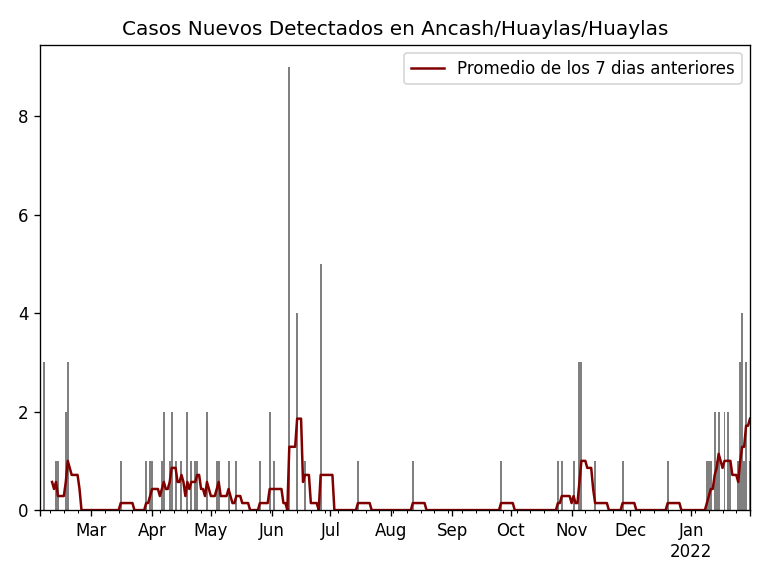 Casos Nuevos Detectados en Ancash/Huaylas/Huaylas
Promedio de los 7 dias anteriores
8
6
4
2
0
Mar Apr May Jun Jul Aug Sep Oct Nov Dec Jan
2022